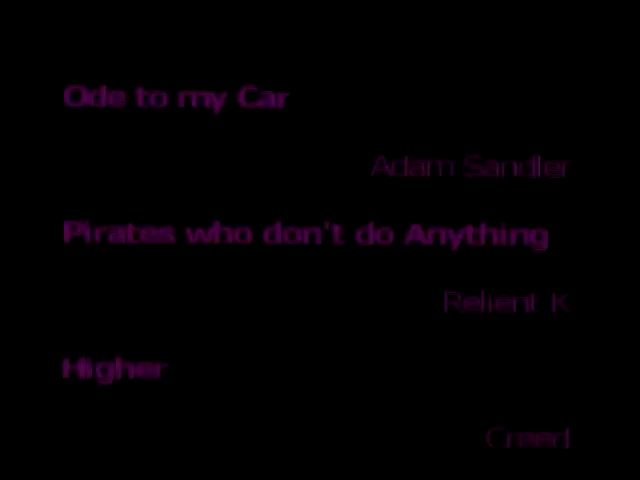 Ode to my Car
Adam Sandler
Pirates who don't do Anything
Relient K
Higher
Creed